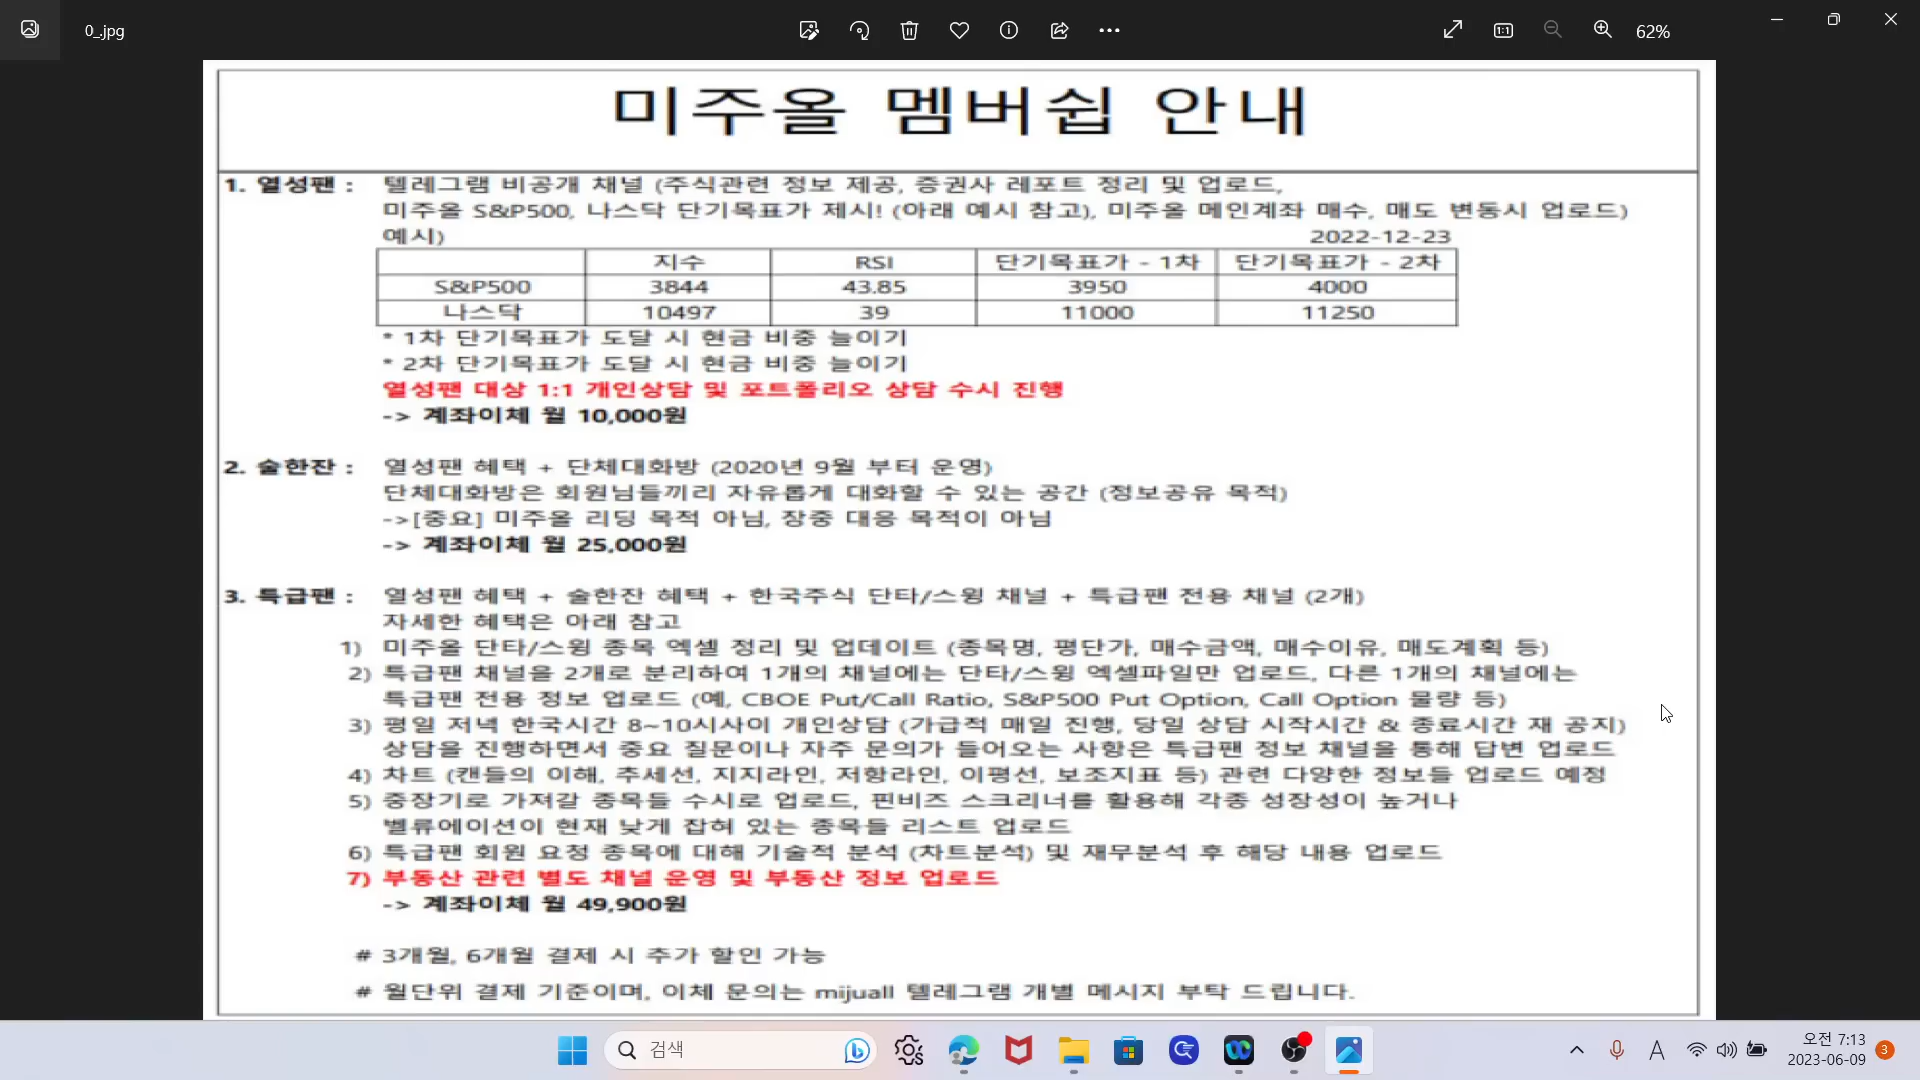 0_.jpg
62%
미주올 멤버쉽 안내
1. 열성팬 : 텔레그램 비공개 채널 (주식관련 정보 제공, 증권사 레포트 정리 및 업로드,
미주올 S&P500, 나스닥 단기목표가 제시! (아래 예시 참고), 미주올 메인계좌 매수, 매도 변동시 업로드)
예시) 2022-12-23
지수 RSI 단기목표가 - 1차 단기목표가 - 2차
S&P500 3844 43.85 3950 4000
나스닥 10497 39 11000 11250
* 1차 단기목표가 도달 시 현금 비중 늘이기
* 2차 단기목표가 도달 시 현금 비중 늘이기
열성팬 대상 1:1 개인상담 및 포트폴리오 상담 수시 진행
-> 계좌이체 월 10,000원
2. 술한잔 : 열성팬 혜택 + 단체대화방 (2020년 9월 부터 운영)
단체대화방은 회원님들끼리 자유롭게 대화할 수 있는 공간 (정보공유 목적)
->[중요] 미주올 리딩 목적 아님, 장중 대응 목적이 아님
-> 계좌이체 월 25,000원
3. 특급팬 : 열성팬 혜택 + 술한잔 혜택 + 한국주식 단타/스윙 채널 + 특급팬 전용 채널 (2개)
자세한 혜택은 아래 참고
1) 미주올 단타/스윙 종목 엑셀 정리 및 업데이트 (종목명, 평단가, 매수금액, 매수이유, 매도계획 등)
2) 특급팬 채널을 2개로 분리하여 1개의 채널에는 단타/스윙 엑셀파일만 업로드, 다른 1개의 채널에는
특급팬 전용 정보 업로드 (예, CBOE Put/Call Ratio, S&P500 Put Option, Call Option 물량 등)
3) 평일 저녁 한국시간 8~10시사이 개인상담 (가급적 매일 진행, 당일 상담 시작시간 & 종료시간 재 공지)
상담을 진행하면서 중요 질문이나 자주 문의가 들어오는 사항은 특급팬 정보 채널을 통해 답변 업로드
4) 차트 (캔들의 이해, 추세선, 지지라인, 저항라인, 이평선, 보조지표 등) 관련 다양한 정보들 업로드 예정
5) 중장기로 가져갈 종목들 수시로 업로드, 핀비즈 스크리너를 활용해 각종 성장성이 높거나
벨류에이션이 현재 낮게 잡혀 있는 종목들 리스트 업로드
6) 특급팬 회원 요청 종목에 대해 기술적 분석 (차트분석) 및 재무분석 후 해당 내용 업로드
7) 부동산 관련 별도 채널 운영 및 부동산 정보 업로드
-> 계좌이체 월 49,900원
# 3개월, 6개월 결제 시 추가 할인 가능
# 월단위 결제 기준이며, 이체 문의는 mijuall 텔레그램 개별 메시지 부탁 드립니다.
검색
A
오전 7:13
2023-06-09
3